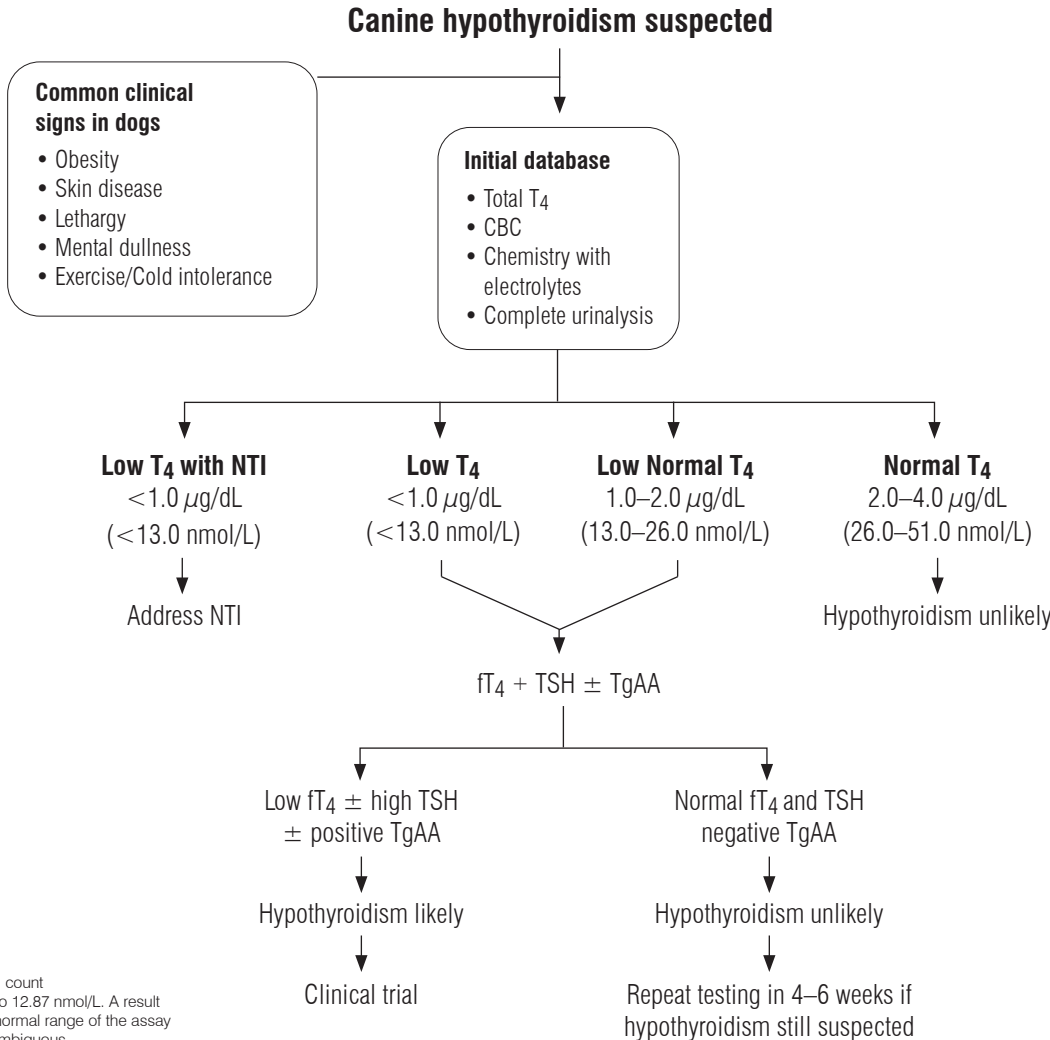 Canine hypothyroidism suspected
Common clinical
signs in dogs
• Obesity
• Skin disease
• Lethargy
• Mental dullness
• Exercise/Cold intolerance
Initial database
• Total T4
• CBC
• Chemistry with
electrolytes
• Complete urinalysis
Low T4 with NTI
<1.0 µg/dL
(<13.0 nmol/L)
Address NTI
Low T4
<1.0 µg/dL
(<13.0 nmol/L)
Low Normal T4
1.0–2.0 µg/dL
(13.0–26.0 nmol/L)
Normal T4
2.0–4.0 µg/dL
(26.0–51.0 nmol/L)
Hypothyroidism unlikely
fT4 + TSH ± TgAA
Low fT4 ± high TSH
± positive TgAA
Hypothyroidism likely
Clinical trial
Normal fT4 and TSH
negative TgAA
Hypothyroidism unlikely
Repeat testing in 4–6 weeks if
hypothyroidism still suspected
count
12.87 nmol/L. A result
normal range of the assay